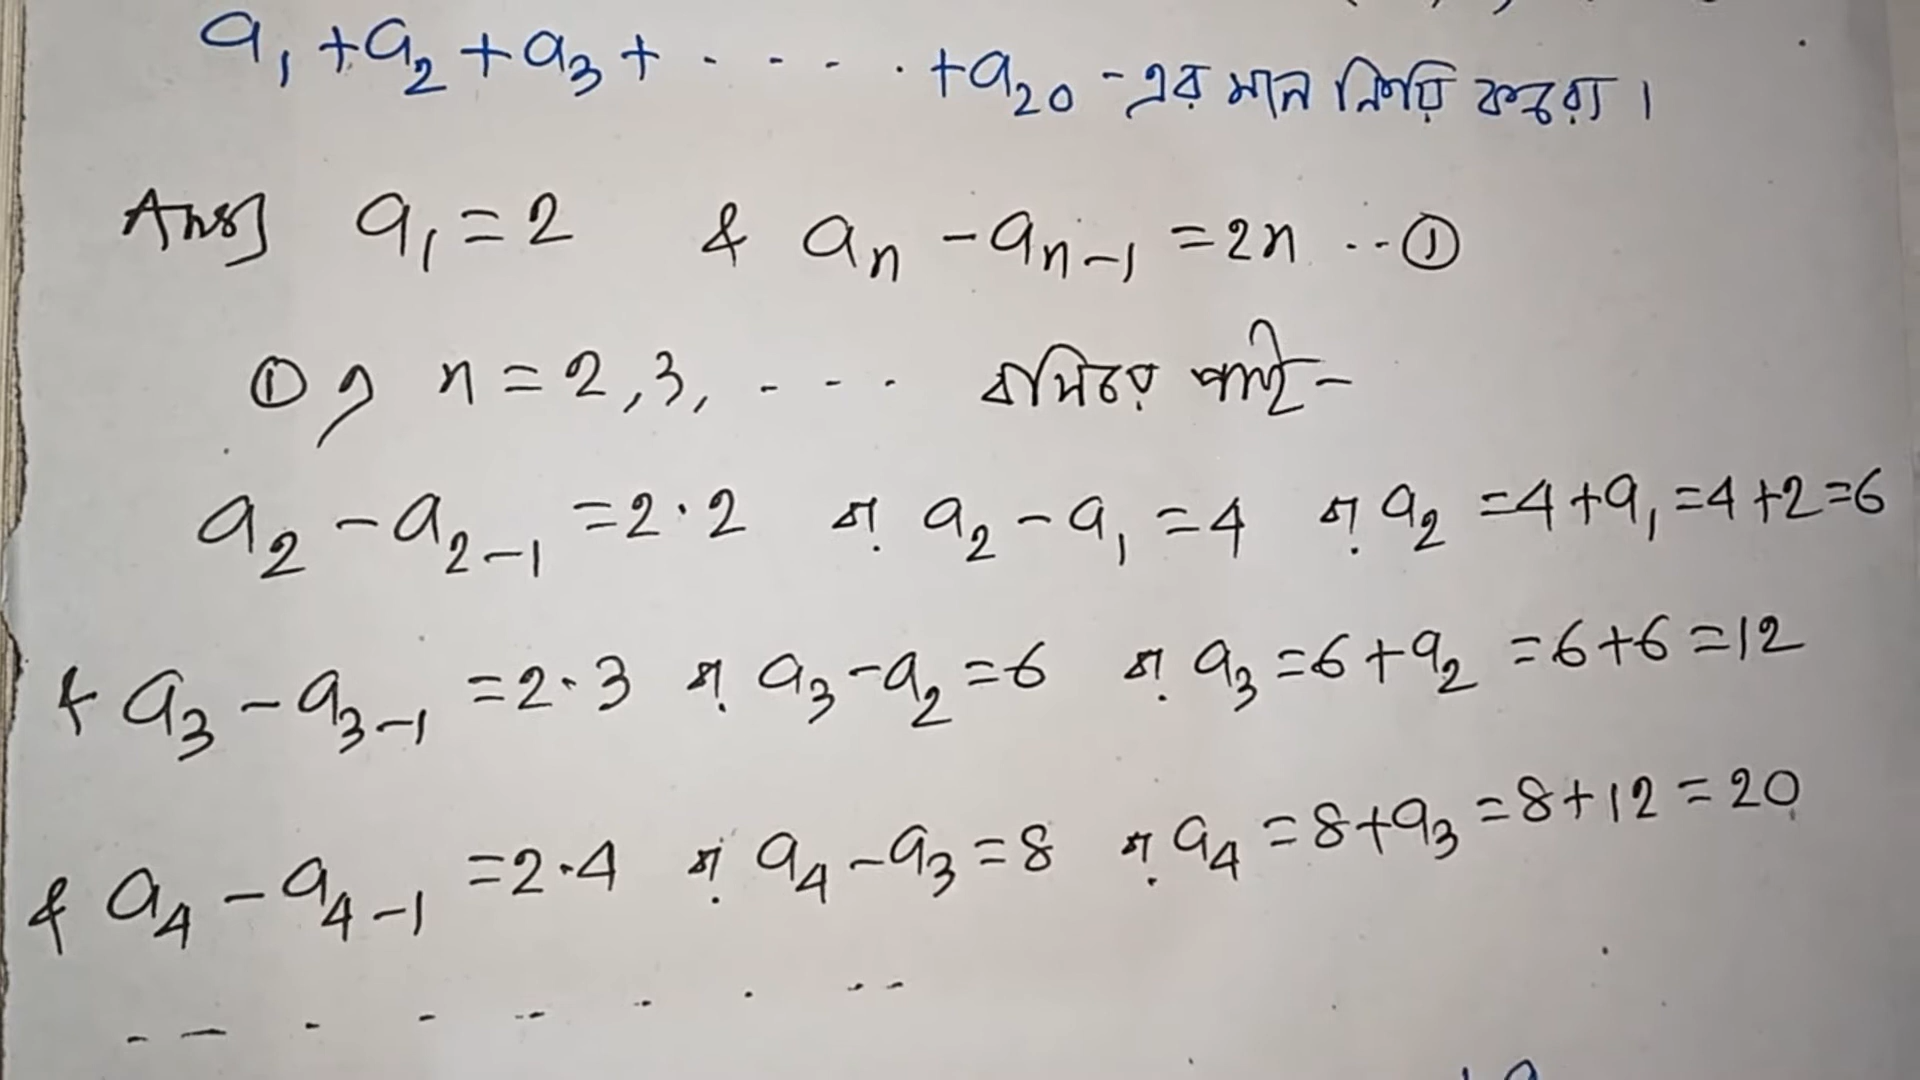 a₁ + a₂ + a₃ + . . . . . + a₂₀ -এর মান নির্ণয় করো।
Ans] a₁ = 2 & aₙ - aₙ₋₁ = 2n ...①
① এ n = 2, 3, - - - বসিয়ে পাই -
a₂ - a₂₋₁ = 2·2 বা, a₂ - a₁ = 4 বা, a₂ = 4 + a₁ = 4 + 2 = 6
& a₃ - a₃₋₁ = 2·3 বা, a₃ - a₂ = 6 বা, a₃ = 6 + a₂ = 6 + 6 = 12
& a₄ - a₄₋₁ = 2·4 বা, a₄ - a₃ = 8 বা, a₄ = 8 + a₃ = 8 + 12 = 20
- - - - - - - - -